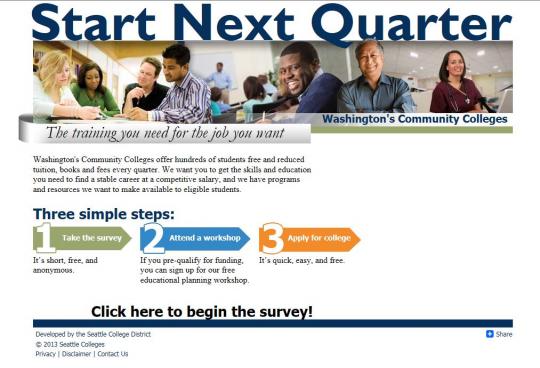 Start Next Quarter
Washington's Community Colleges
The training you need for the job you want
Washington's Community Colleges offer hundreds of students free and reduced
tuition, books and fees every quarter. We want you to get the skills and education
you need to find a stable career at a competitive salary, and we have programs
and resources we want to make available to eligible students.
Three simple steps:
1 Take the survey
It's short, free, and
anonymous.
2 Attend a workshop
If you pre-qualify for funding,
you can sign up for our free
educational planning workshop.
3 Apply for college
It's quick, easy, and free.
Click here to begin the survey!
Developed by the Seattle College District
© 2013 Seattle Colleges
Privacy | Disclaimer | Contact Us
Share